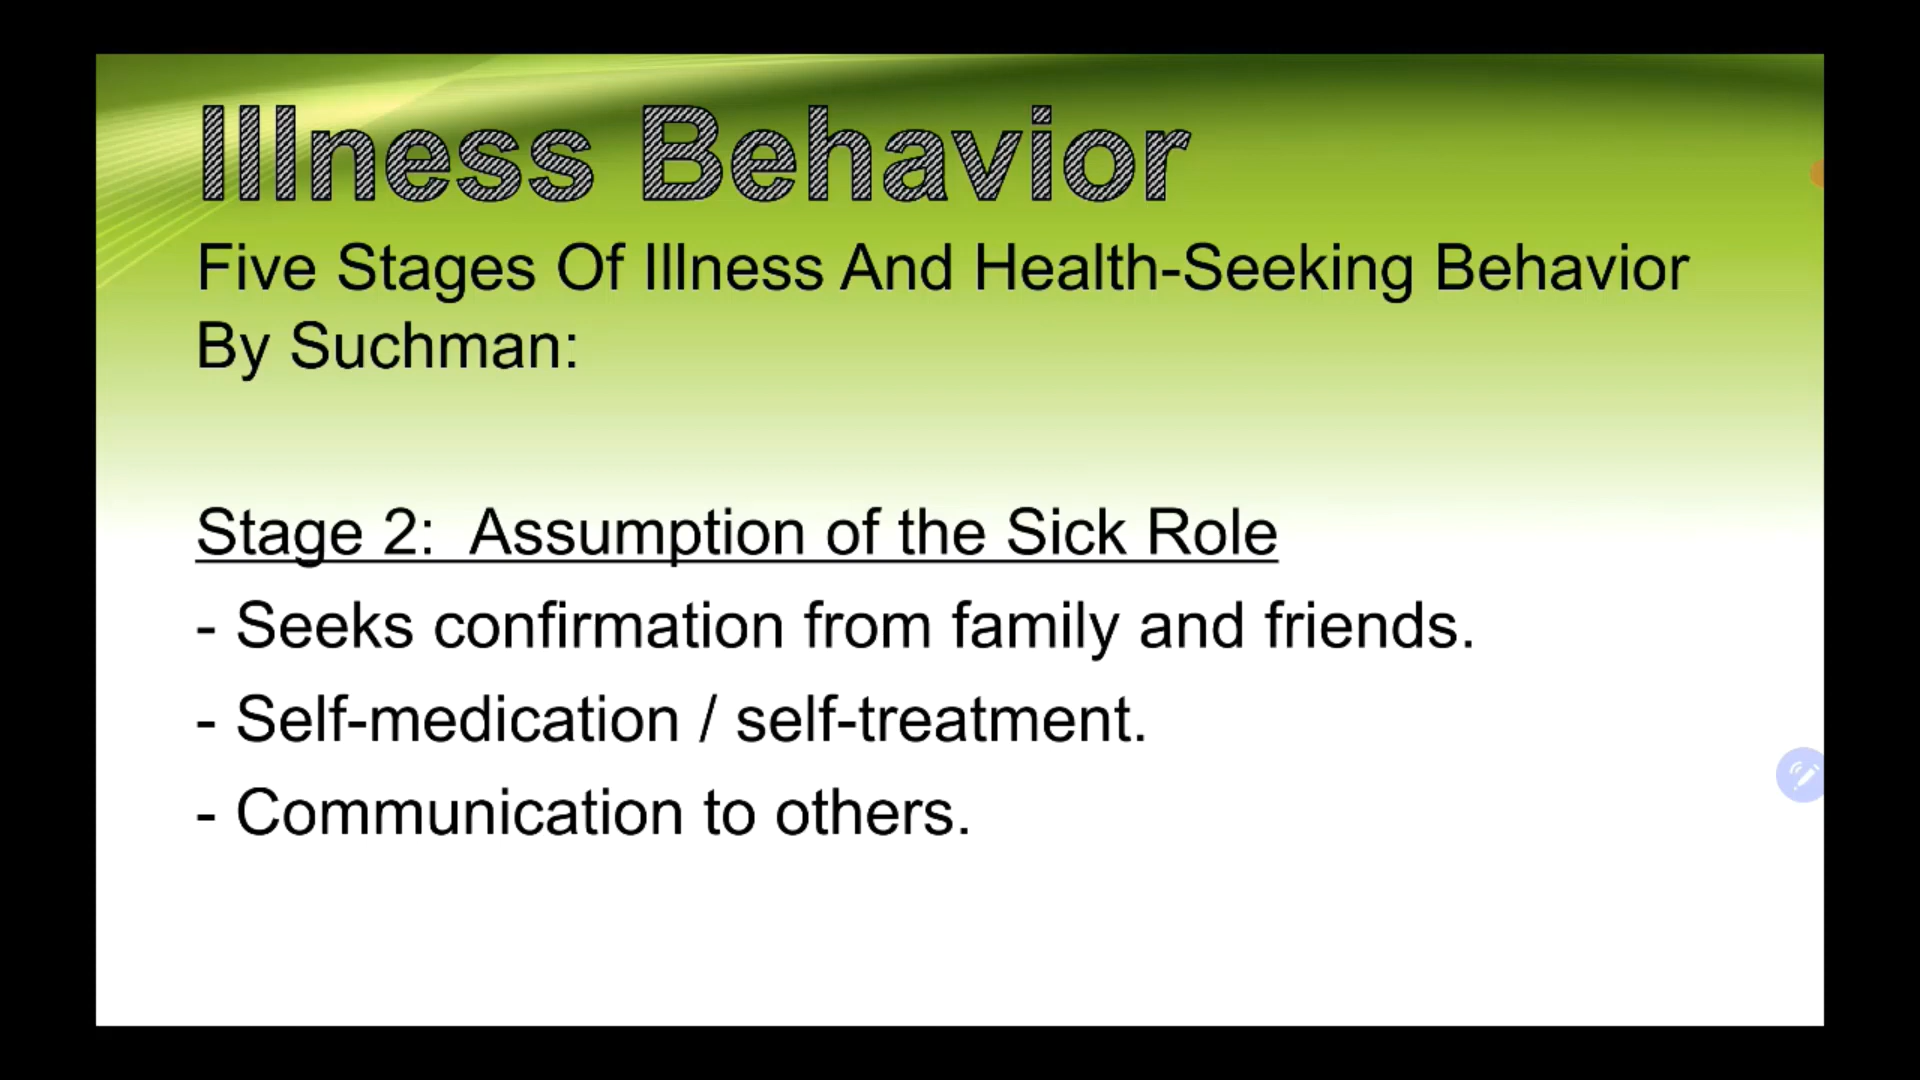 Illness Behavior
Five Stages Of Illness And Health-Seeking Behavior
By Suchman:
Stage 2:  Assumption of the Sick Role
- Seeks confirmation from family and friends.
- Self-medication / self-treatment.
- Communication to others.